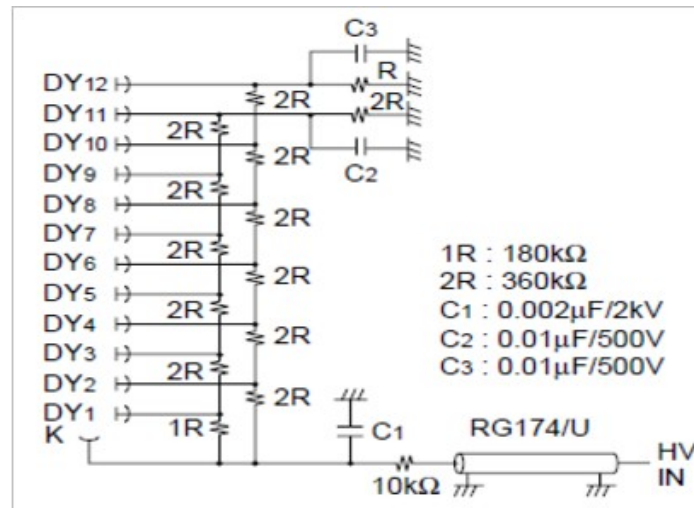 C3
R
DY12
2R
2R
DY11
2R
DY10
2R
C2
DY9
2R
DY8
2R
DY7
2R
1R : 180kΩ
DY6
2R : 360kΩ
2R
DY5
C1 : 0.002μF/2kV
2R
C2 : 0.01μF/500V
DY4
2R
C3 : 0.01μF/500V
DY3
2R
DY2
2R
DY1
K
1R
C1
RG174/U
HV
IN
10kΩ